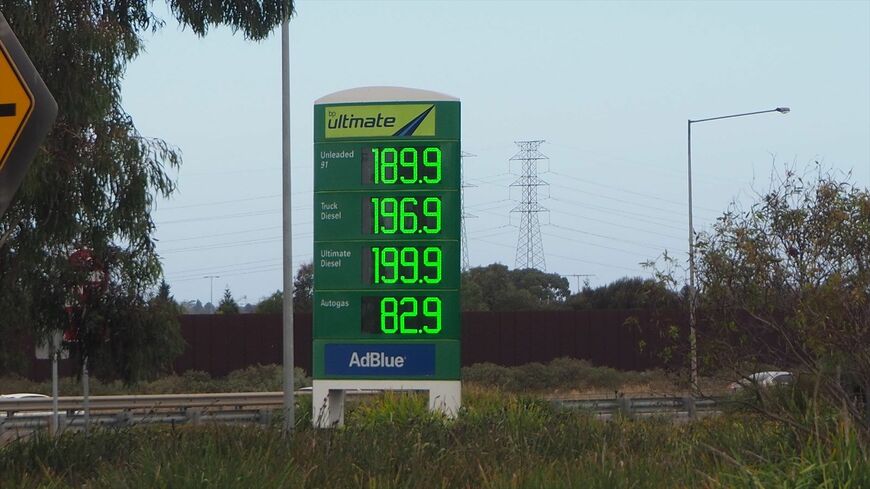 bp
ultimate
Unleaded
91
189.9
Truck
Diesel
196.9
Ultimate
Diesel
199.9
Autogas
82.9
AdBlue